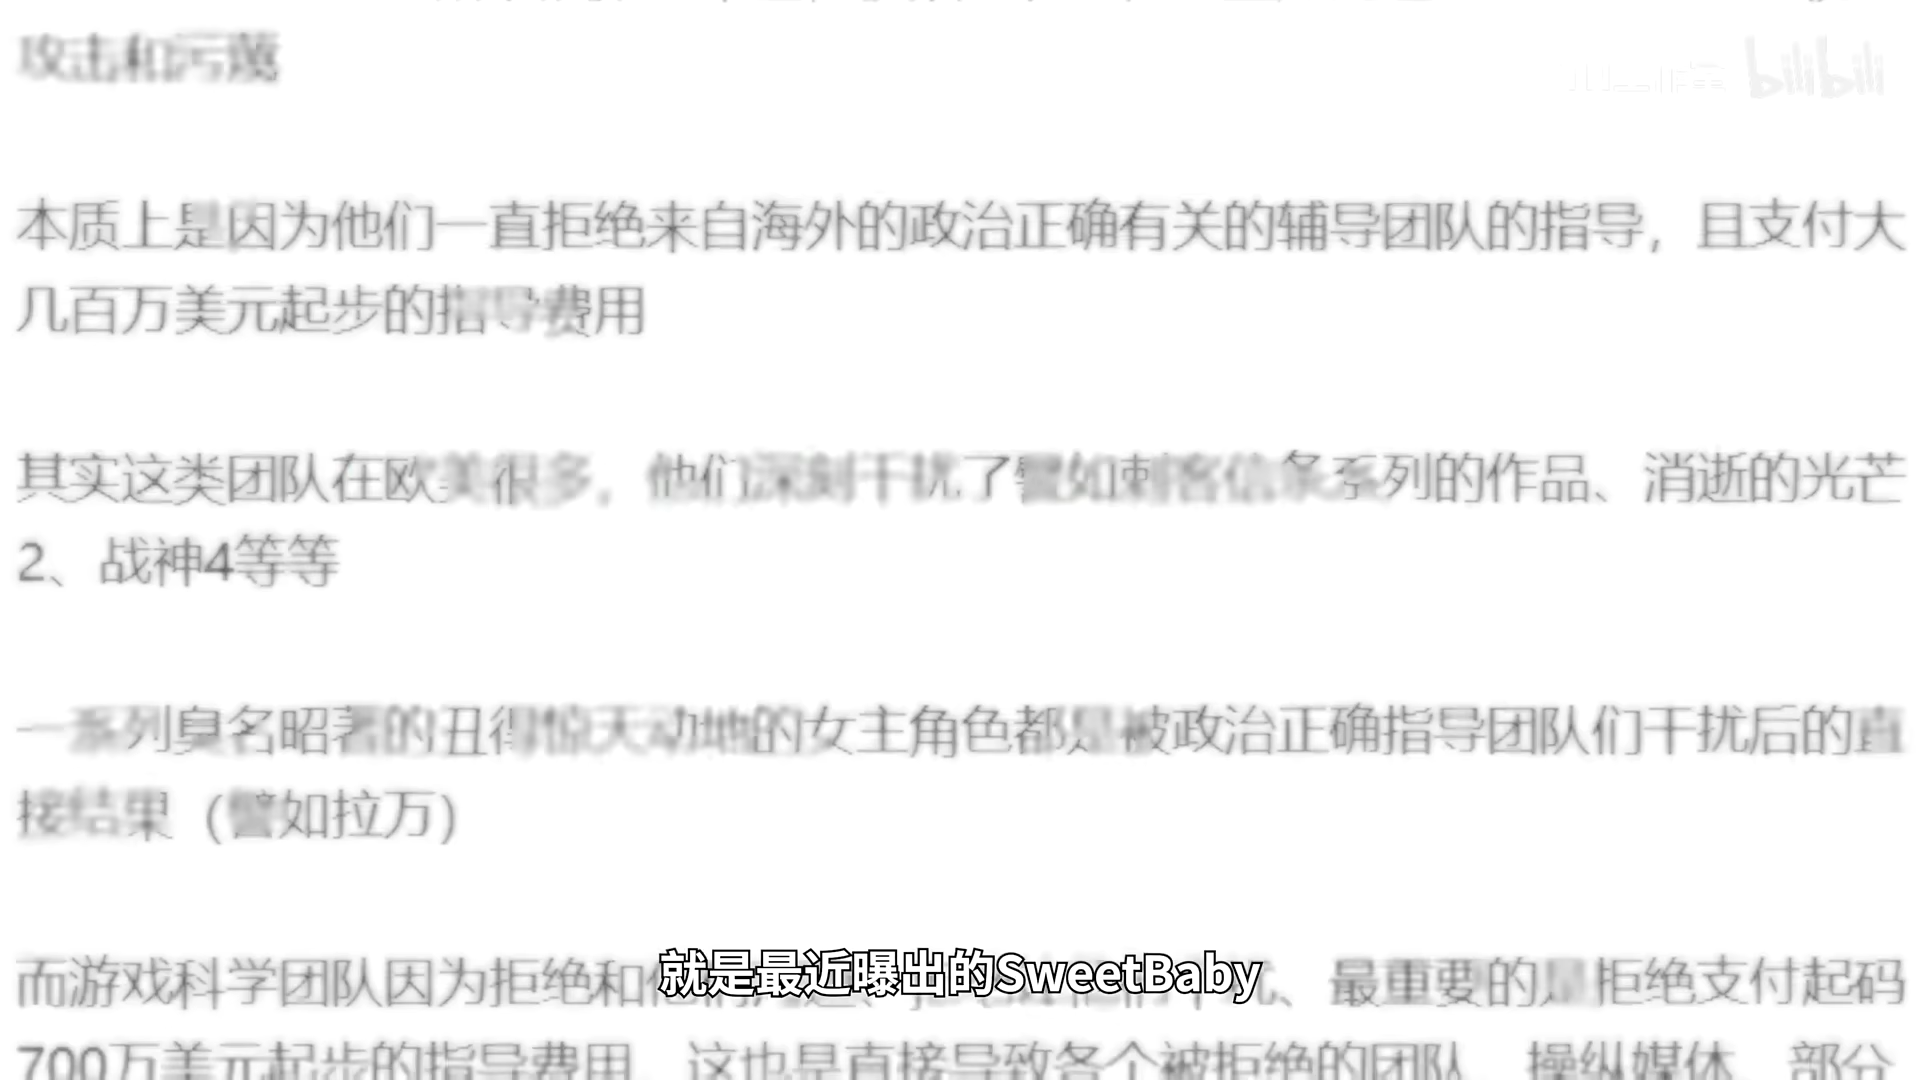 攻击和污蔑
bilibili
本质上是因为他们一直拒绝来自海外的政治正确有关的辅导团队的指导，且支付大
几百万美元起步的指导费用
其实这类团队在欧美很多，他们深刻干扰了譬如刺客信条系列的作品、消逝的光芒
2、战神4等等
一系列臭名昭著的丑得惊天动地的女主角色都是被政治正确指导团队们干扰后的直
接结果（譬如拉万）
而游戏科学团队因为拒绝和、最重要的是拒绝支付起码
就是最近曝出的SweetBaby
700万美元起步的指导费用，这也是直接导致各个被拒绝的团队，操纵媒体、部分